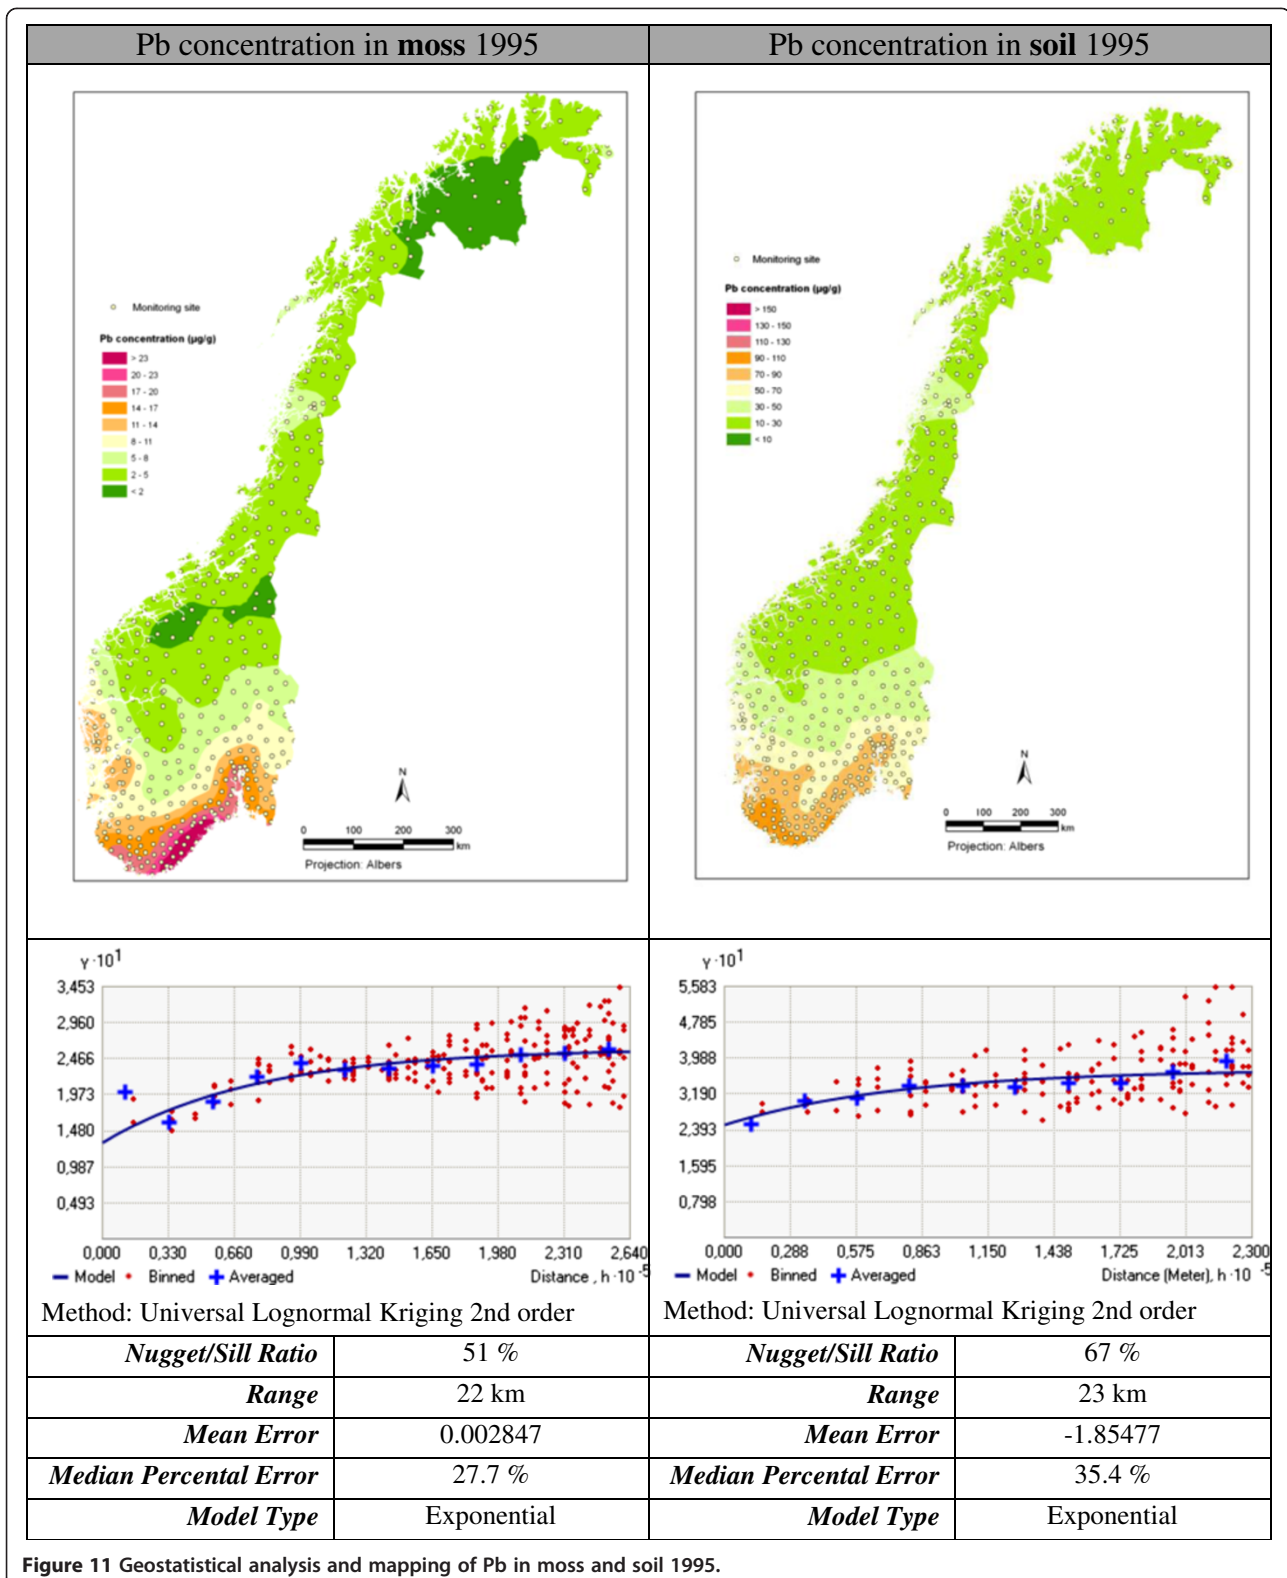 Pb concentration in moss 1995
Pb concentration in soil 1995
Monitoring site
Pb concentration (µg/g)
> 23
20 - 23
17 - 20
14 - 17
11 - 14
8 - 11
5 - 8
2 - 5
< 2
N
0 100 200 300
km
Projection: Albers
Monitoring site
Pb concentration (µg/g)
> 150
130 - 150
110 - 130
90 - 110
70 - 90
50 - 70
30 - 50
10 - 30
< 10
N
0 100 200 300
km
Projection: Albers
γ·10¹
3,453
2,960
2,466
1,973
1,480
0,987
0,493
0,000 0,330 0,660 0,990 1,320 1,650 1,980 2,310 2,640
Model Binned Averaged Distance , h·10⁻⁵
Method: Universal Lognormal Kriging 2nd order
γ·10¹
5,583
4,785
3,988
3,190
2,393
1,595
0,798
0,000 0,288 0,575 0,863 1,150 1,438 1,725 2,013 2,300
Model Binned Averaged Distance (Meter), h·10⁻⁵
Method: Universal Lognormal Kriging 2nd order
Nugget/Sill Ratio 51 % Nugget/Sill Ratio 67 %
Range 22 km Range 23 km
Mean Error 0.002847 Mean Error -1.85477
Median Percental Error 27.7 % Median Percental Error 35.4 %
Model Type Exponential Model Type Exponential
Figure 11 Geostatistical analysis and mapping of Pb in moss and soil 1995.